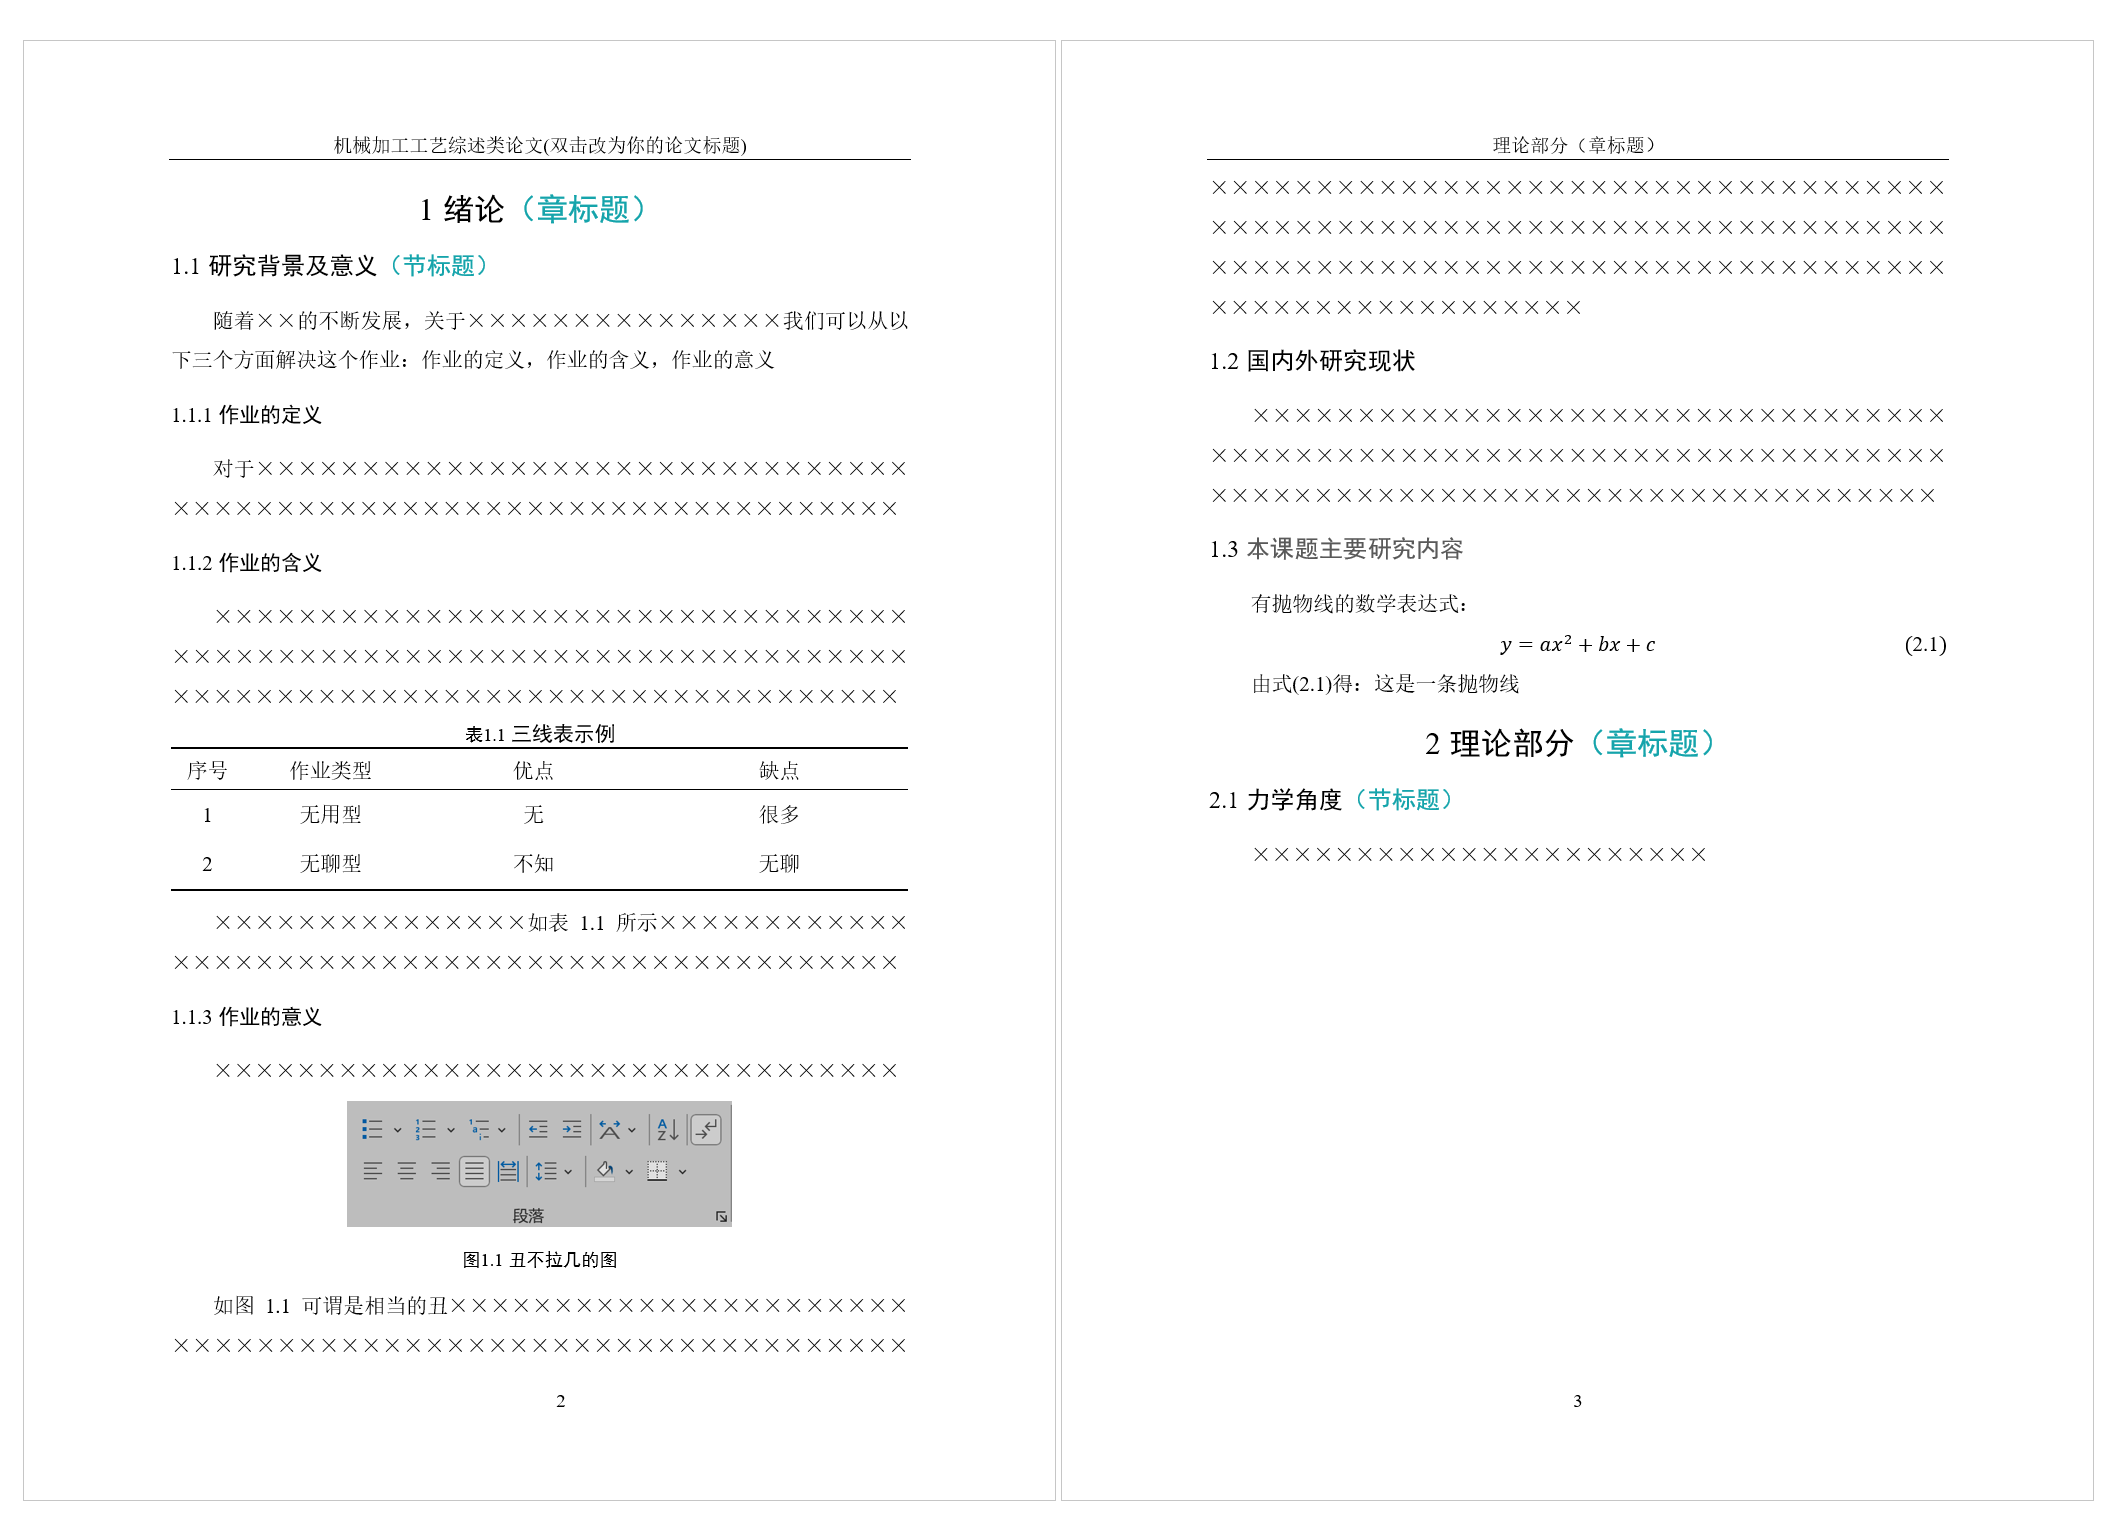 机械加工工艺综述类论文(双击改为你的论文标题)
1 绪论（章标题）
1.1 研究背景及意义（节标题）
随着××的不断发展，关于×××××××××××××××我们可以从以
下三个方面解决这个作业：作业的定义，作业的含义，作业的意义
1.1.1 作业的定义
对于×××××××××××××××××××××××××××××××
×××××××××××××××××××××××××××××××××××
1.1.2 作业的含义
×××××××××××××××××××××××××××××××××
×××××××××××××××××××××××××××××××××××
×××××××××××××××××××××××××××××××××××
表1.1 三线表示例
序号 作业类型 优点 缺点
1 无用型 无 很多
2 无聊型 不知 无聊
×××××××××××××××如表 1.1 所示××××××××××××
×××××××××××××××××××××××××××××××××××
1.1.3 作业的意义
×××××××××××××××××××××××××××××××××
段落
图1.1 丑不拉几的图
如图 1.1 可谓是相当的丑××××××××××××××××××××××
×××××××××××××××××××××××××××××××××××
2
理论部分（章标题）
×××××××××××××××××××××××××××××××××××
×××××××××××××××××××××××××××××××××××
×××××××××××××××××××××××××××××××××××
××××××××××××××××××
1.2 国内外研究现状
×××××××××××××××××××××××××××××××××
×××××××××××××××××××××××××××××××××××
×××××××××××××××××××××××××××××××××××
1.3 本课题主要研究内容
有抛物线的数学表达式：
y = ax² + bx + c (2.1)
由式(2.1)得：这是一条抛物线
2 理论部分（章标题）
2.1 力学角度（节标题）
××××××××××××××××××××××
3